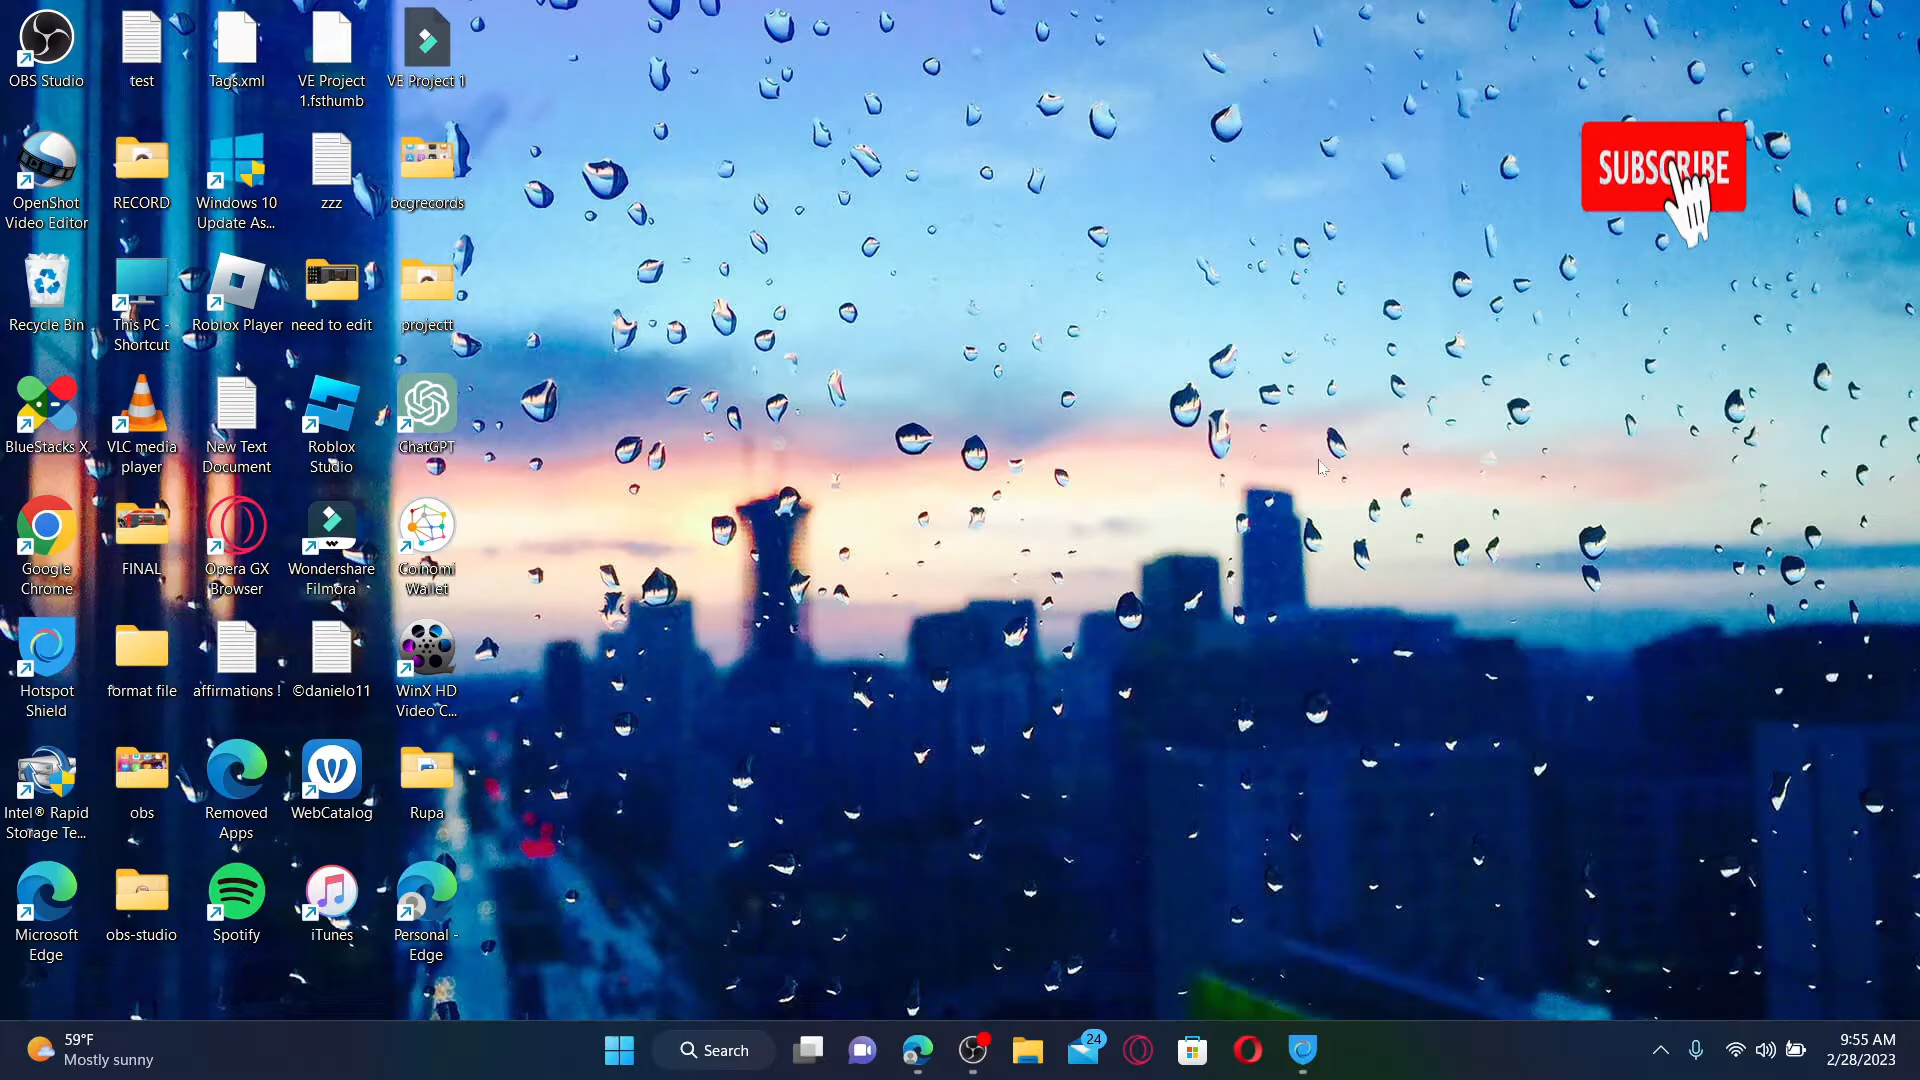 OBS Studio
test
Tags.xml
VE Project
1.fsthumb
VE Project 1
OpenShot
Video Editor
RECORD
Windows 10
Update As...
zzz
bcgrecords
Recycle Bin
This PC -
Shortcut
Roblox Player
need to edit
projectt
BlueStacks X
VLC media
player
New Text
Document
Roblox
Studio
ChatGPT
Google
Chrome
FINAL
Opera GX
Browser
Wondershare
Filmora
Coinomi
Wallet
Hotspot
Shield
format file
affirmations !
©danielo11
WinX HD
Video C...
Intel® Rapid
Storage Te...
obs
Removed
Apps
WebCatalog
Rupa
Microsoft
Edge
obs-studio
Spotify
iTunes
Personal -
Edge
SUBSCRIBE
59°F
Mostly sunny
Search
24
9:55 AM
2/28/2023